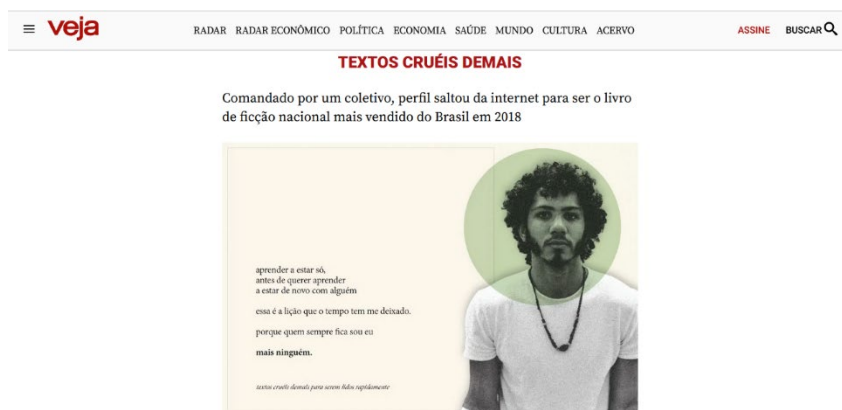 veja
RADAR RADAR ECONÔMICO POLÍTICA ECONOMIA SAÚDE MUNDO CULTURA ACERVO
ASSINE BUSCAR
TEXTOS CRUÉIS DEMAIS
Comandado por um coletivo, perfil saltou da internet para ser o livro
de ficção nacional mais vendido do Brasil em 2018
aprender a estar só,
antes de querer aprender
a estar de novo com alguém
essa é a lição que o tempo tem me deixado.
porque quem sempre fica sou eu
mais ninguém.
textos cruéis demais para serem lidos rapidamente